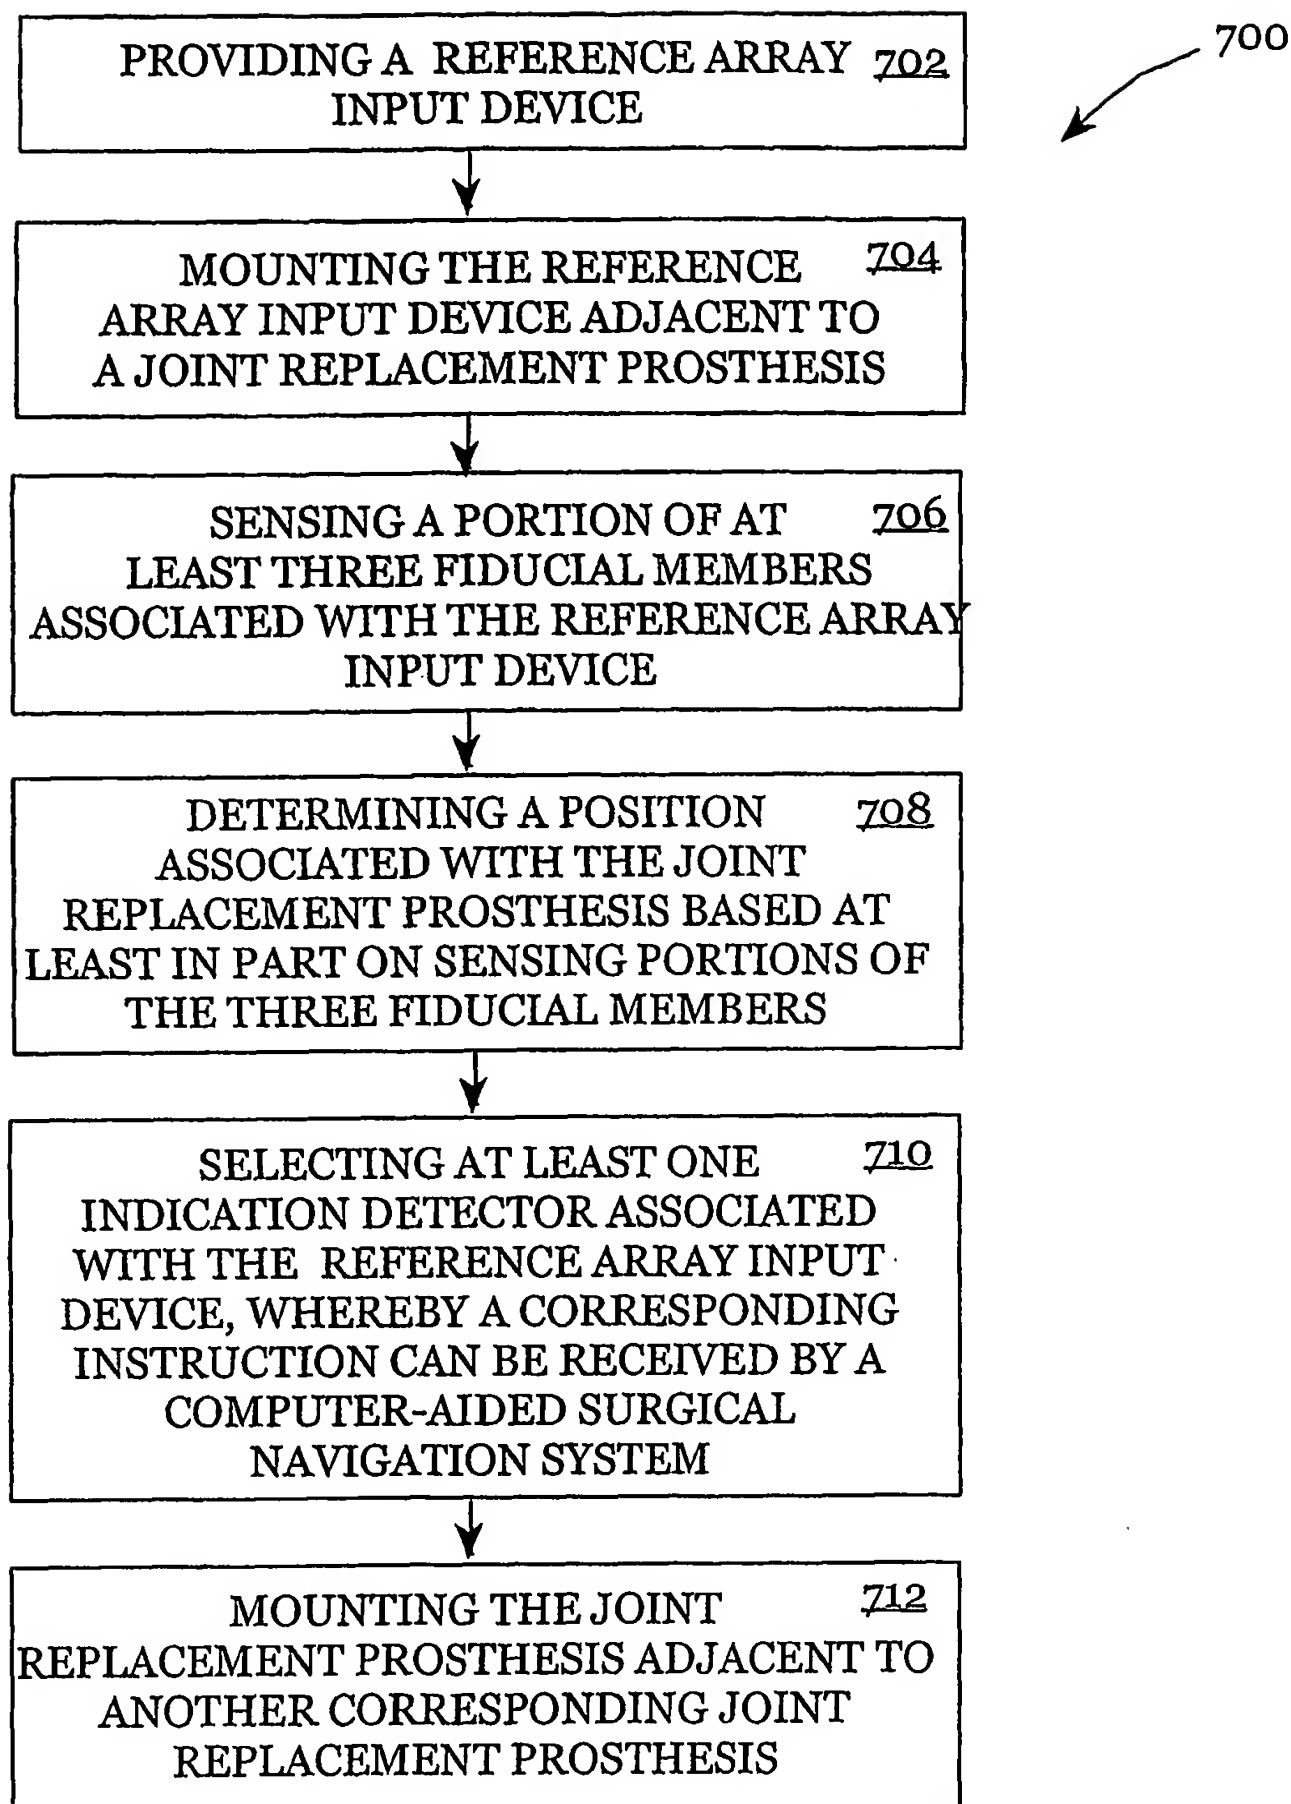 700
PROVIDING A REFERENCE ARRAY 702
INPUT DEVICE
MOUNTING THE REFERENCE 704
ARRAY INPUT DEVICE ADJACENT TO
A JOINT REPLACEMENT PROSTHESIS
SENSING A PORTION OF AT 706
LEAST THREE FIDUCIAL MEMBERS
ASSOCIATED WITH THE REFERENCE ARRAY
INPUT DEVICE
DETERMINING A POSITION 708
ASSOCIATED WITH THE JOINT
REPLACEMENT PROSTHESIS BASED AT
LEAST IN PART ON SENSING PORTIONS OF
THE THREE FIDUCIAL MEMBERS
SELECTING AT LEAST ONE 710
INDICATION DETECTOR ASSOCIATED
WITH THE REFERENCE ARRAY INPUT
DEVICE, WHEREBY A CORRESPONDING
INSTRUCTION CAN BE RECEIVED BY A
COMPUTER-AIDED SURGICAL
NAVIGATION SYSTEM
MOUNTING THE JOINT 712
REPLACEMENT PROSTHESIS ADJACENT TO
ANOTHER CORRESPONDING JOINT
REPLACEMENT PROSTHESIS